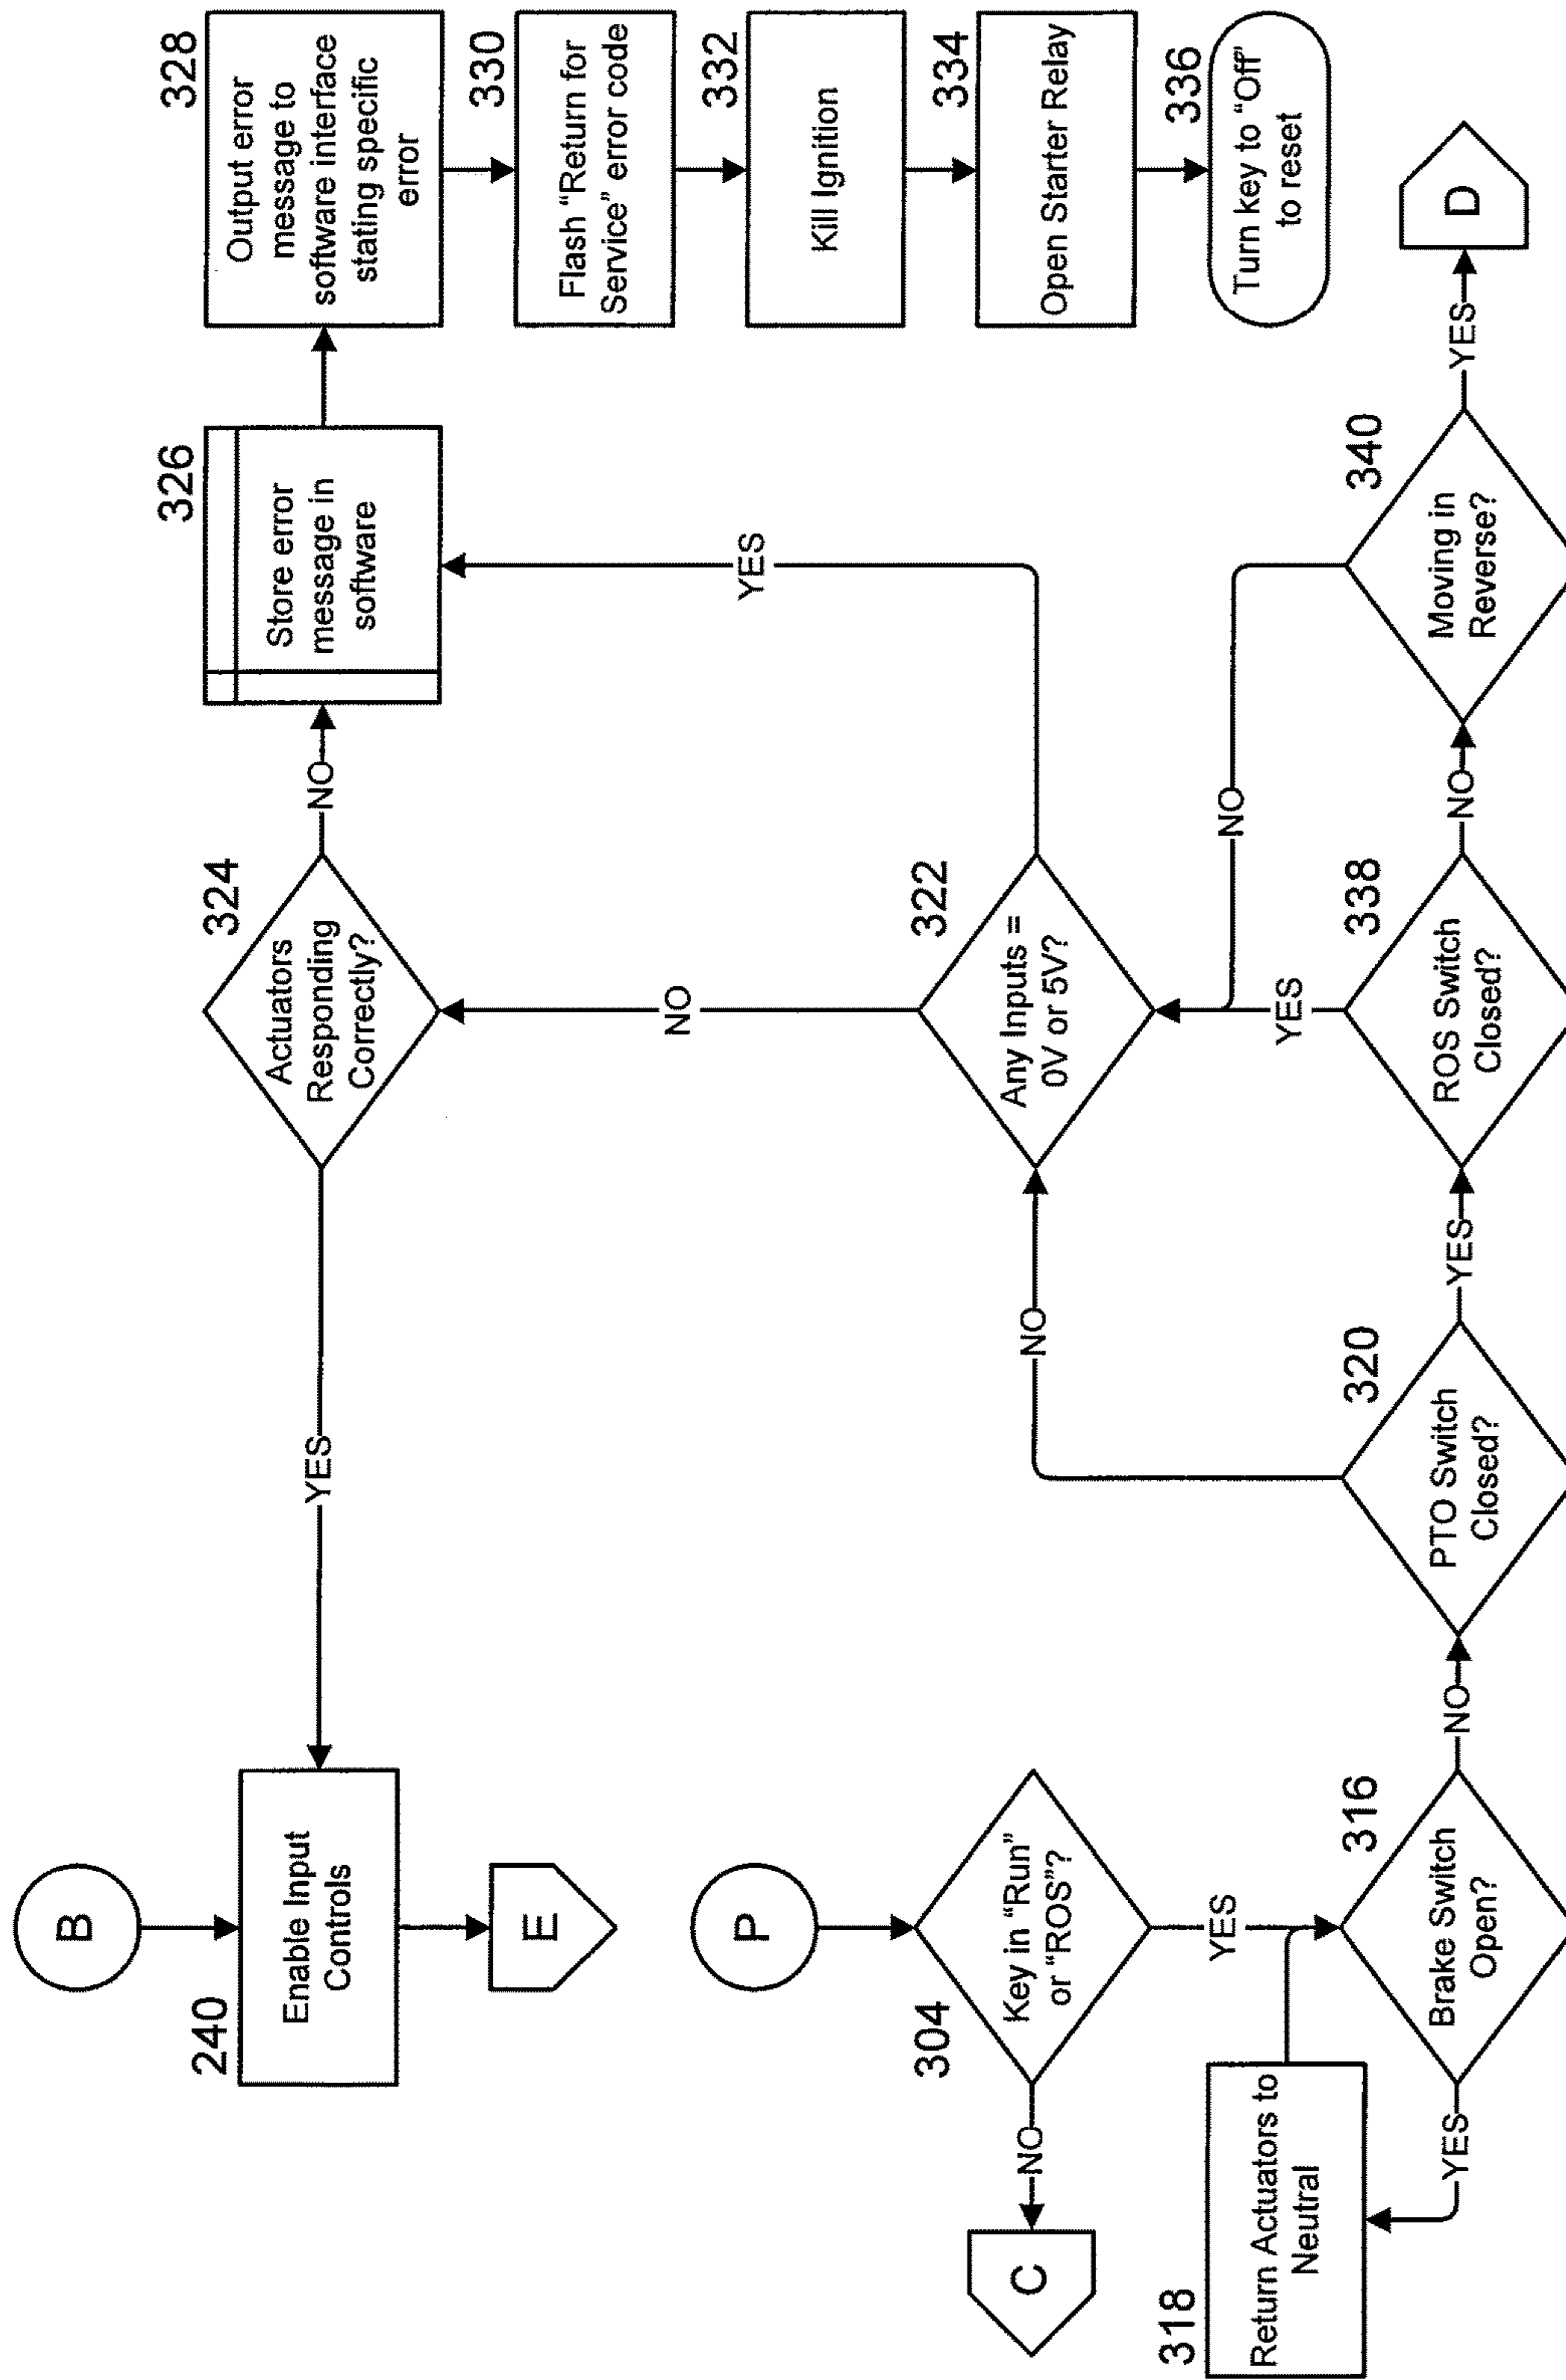 B
240
Enable Input
Controls
E
YES
324
Actuators
Responding
Correctly?
NO
326
Store error
message in
software
328
Output error
message to
software interface
stating specific
error
330
Flash “Return for
Service” error code
332
Kill Ignition
334
Open Starter Relay
336
Turn key to “Off”
to reset
P
304
Key in “Run”
or “ROS”?
NO
C
YES
318
Return Actuators to
Neutral
YES
316
Brake Switch
Open?
NO
320
PTO Switch
Closed?
NO
YES
322
Any Inputs =
0V or 5V?
NO
YES
338
ROS Switch
Closed?
YES
NO
340
Moving in
Reverse?
NO
YES
D